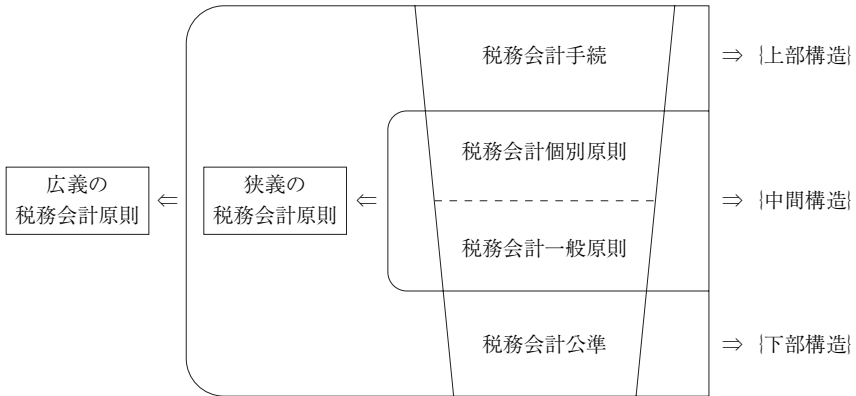 税務会計手続
⇒ {上部構造}
税務会計個別原則
広義の
税務会計原則
⇐
狭義の
税務会計原則
⇐
⇒ {中間構造}
税務会計一般原則
税務会計公準
⇒ {下部構造}